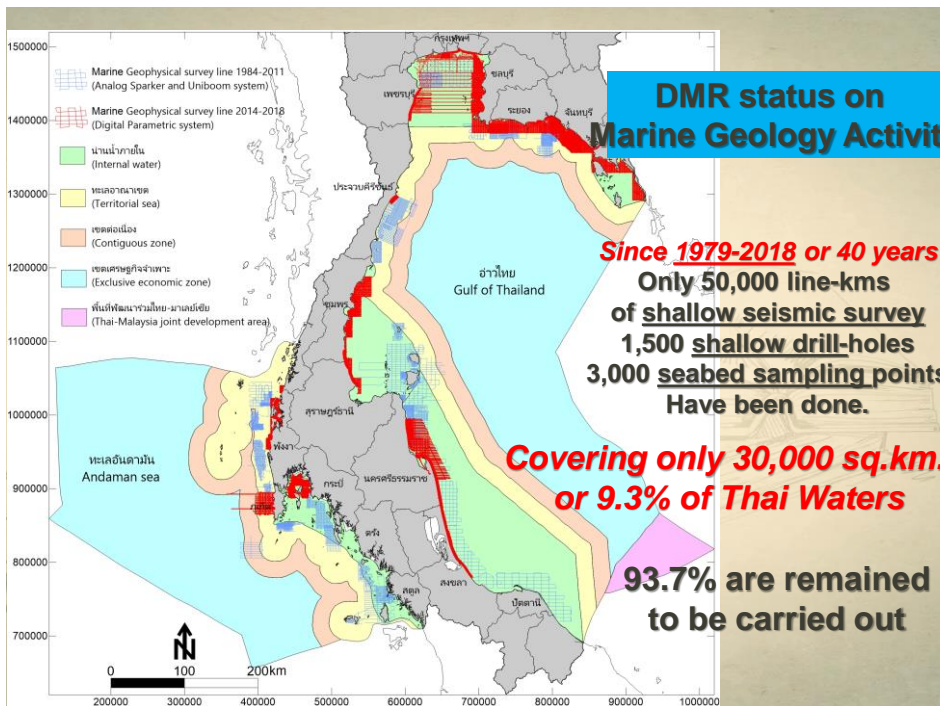 DMR status on
Marine Geology Activit
Since 1979-2018 or 40 years
Only 50,000 line-kms
of shallow seismic survey
1,500 shallow drill-holes
3,000 seabed sampling points
Have been done.
Covering only 30,000 sq.km.
or 9.3% of Thai Waters
93.7% are remained
to be carried out
Marine Geophysical survey line 1984-2011
(Analog Sparker and Uniboom system)
Marine Geophysical survey line 2014-2018
(Digital Parametric system)
น่านน้ำภายใน
(Internal water)
ทะเลอาณาเขต
(Territorial sea)
เขตต่อเนื่อง
(Contiguous zone)
เขตเศรษฐกิจจำเพาะ
(Exclusive economic zone)
พื้นที่พัฒนาร่วมไทย-มาเลย์เซีย
(Thai-Malaysia joint development area)
กรุงเทพฯ
ชลบุรี
เพชรบุรี
ระยอง
จันทบุรี
ประจวบคีรีขันธ์
อ่าวไทย
Gulf of Thailand
ชุมพร
สุราษฎร์ธานี
พังงา
ทะเลอันดามัน
Andaman sea
กระบี่
นครศรีธรรมราช
ภูเก็ต
ตรัง
สตูล
สงขลา
ปัตตานี
N
0 100 200km
1500000
1400000
1300000
1200000
1100000
1000000
900000
800000
700000
200000 300000 400000 500000 600000 700000 800000 900000 1000000